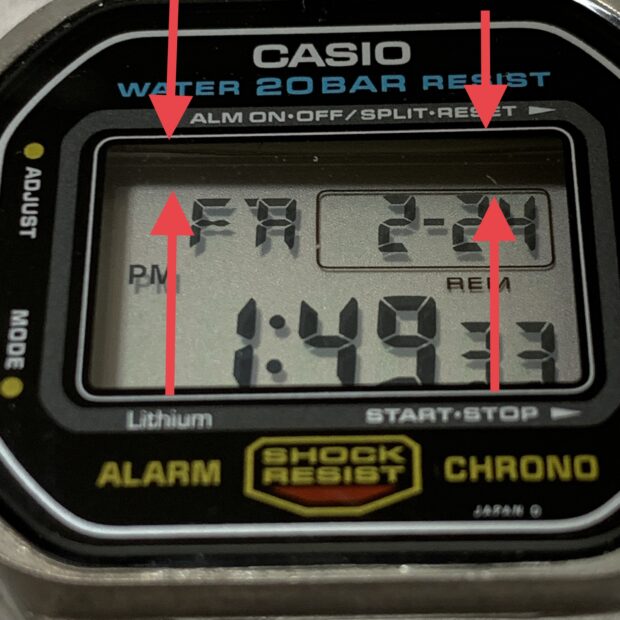 CASIO
WATER 20BAR RESIST
ALM ON•OFF/SPLIT•RESET
ADJUST
FR 2-24
PM
REM
1:49 33
MODE
Lithium START•STOP
ALARM SHOCK RESIST CHRONO
JAPAN Q